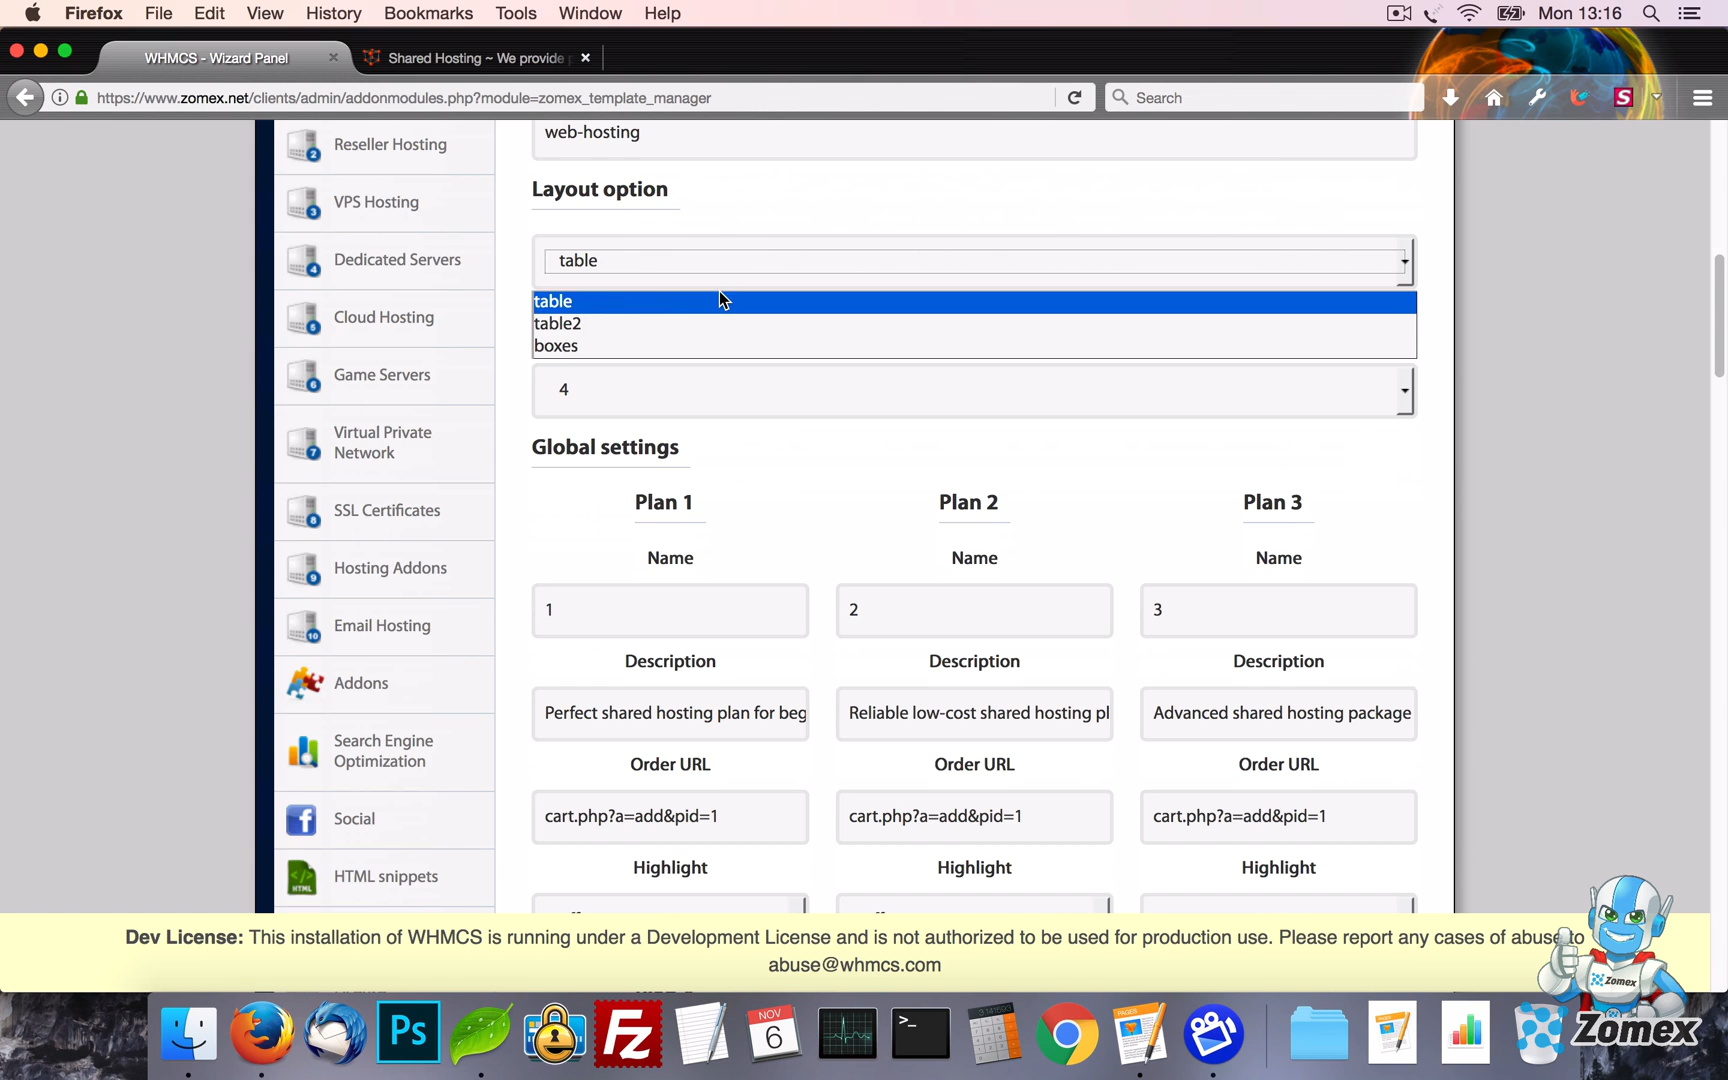 Firefox File Edit View History Bookmarks Tools Window Help Mon 13:16
WHMCS - Wizard Panel
Shared Hosting ~ We provide
https://www.zomex.net/clients/admin/addonmodules.php?module=zomex_template_manager
Search
S
web-hosting
Reseller Hosting
VPS Hosting
Dedicated Servers
Cloud Hosting
Game Servers
Virtual Private
Network
SSL Certificates
Hosting Addons
Email Hosting
Addons
Search Engine
Optimization
Social
HTML snippets
Layout option
table
table
table2
boxes
4
Global settings
Plan 1 Plan 2 Plan 3
Name Name Name
1 2 3
Description Description Description
Perfect shared hosting plan for beg Reliable low-cost shared hosting pl Advanced shared hosting package
Order URL Order URL Order URL
cart.php?a=add&pid=1 cart.php?a=add&pid=1 cart.php?a=add&pid=1
Highlight Highlight Highlight
Dev License: This installation of WHMCS is running under a Development License and is not authorized to be used for production use. Please report any cases of abuse to
abuse@whmcs.com
Zomex
Ps
Fz
NOV
6
>_
Zomex